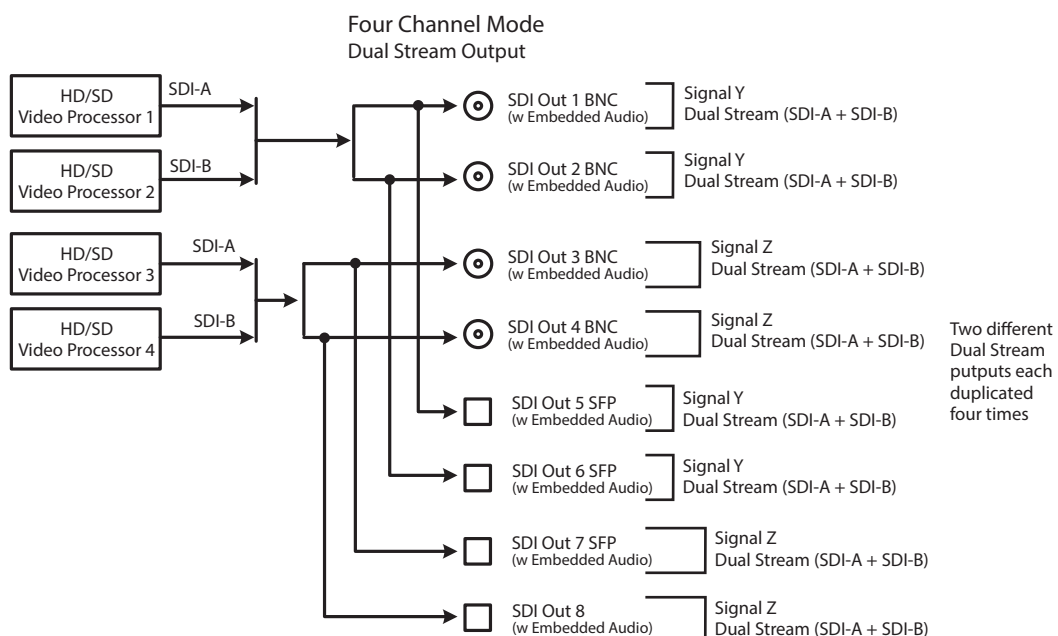 Four Channel Mode
Dual Stream Output
HD/SD
Video Processor 1
SDI-A
SDI Out 1 BNC
(w Embedded Audio)
Signal Y
Dual Stream (SDI-A + SDI-B)
HD/SD
Video Processor 2
SDI-B
SDI Out 2 BNC
(w Embedded Audio)
Signal Y
Dual Stream (SDI-A + SDI-B)
HD/SD
Video Processor 3
SDI-A
SDI Out 3 BNC
(w Embedded Audio)
Signal Z
Dual Stream (SDI-A + SDI-B)
HD/SD
Video Processor 4
SDI-B
SDI Out 4 BNC
(w Embedded Audio)
Signal Z
Dual Stream (SDI-A + SDI-B)
Two different
Dual Stream
putputs each
duplicated
four times
SDI Out 5 SFP
(w Embedded Audio)
Signal Y
Dual Stream (SDI-A + SDI-B)
SDI Out 6 SFP
(w Embedded Audio)
Signal Y
Dual Stream (SDI-A + SDI-B)
SDI Out 7 SFP
(w Embedded Audio)
Signal Z
Dual Stream (SDI-A + SDI-B)
SDI Out 8
(w Embedded Audio)
Signal Z
Dual Stream (SDI-A + SDI-B)